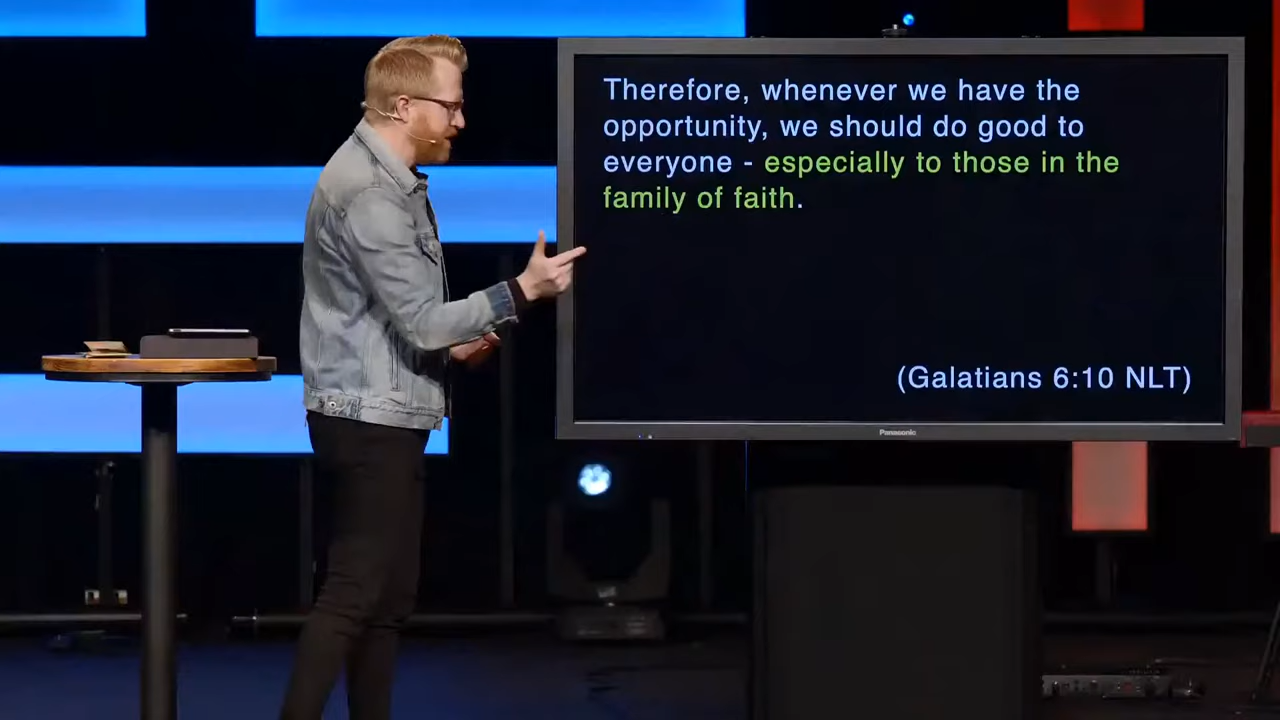 Therefore, whenever we have the
opportunity, we should do good to
everyone - especially to those in the
family of faith.
(Galatians 6:10 NLT)
Panasonic